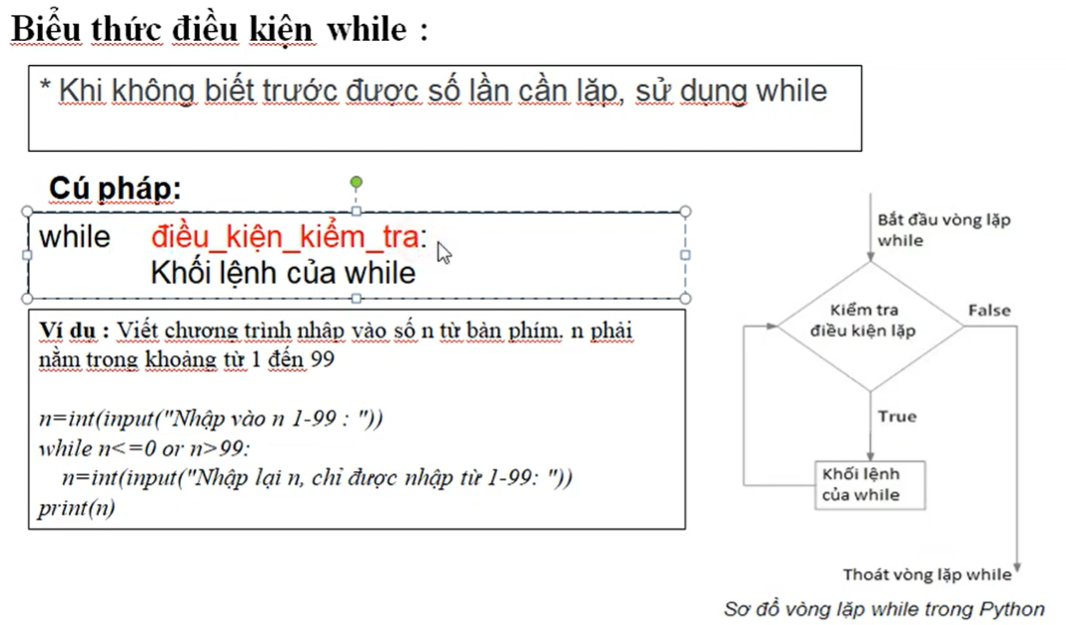 Biểu thức điều kiện while :
* Khi không biết trước được số lần cần lặp, sử dụng while
Cú pháp:
while điều_kiện_kiểm_tra:
Khối lệnh của while
Ví dụ : Viết chương trình nhập vào số n từ bàn phím. n phải
nằm trong khoảng từ 1 đến 99
n=int(input("Nhập vào n 1-99 : "))
while n<=0 or n>99:
n=int(input("Nhập lại n, chỉ được nhập từ 1-99: "))
print(n)
Bắt đầu vòng lặp
while
Kiểm tra
điều kiện lặp
False
True
Khối lệnh
của while
Thoát vòng lặp while
Sơ đồ vòng lặp while trong Python